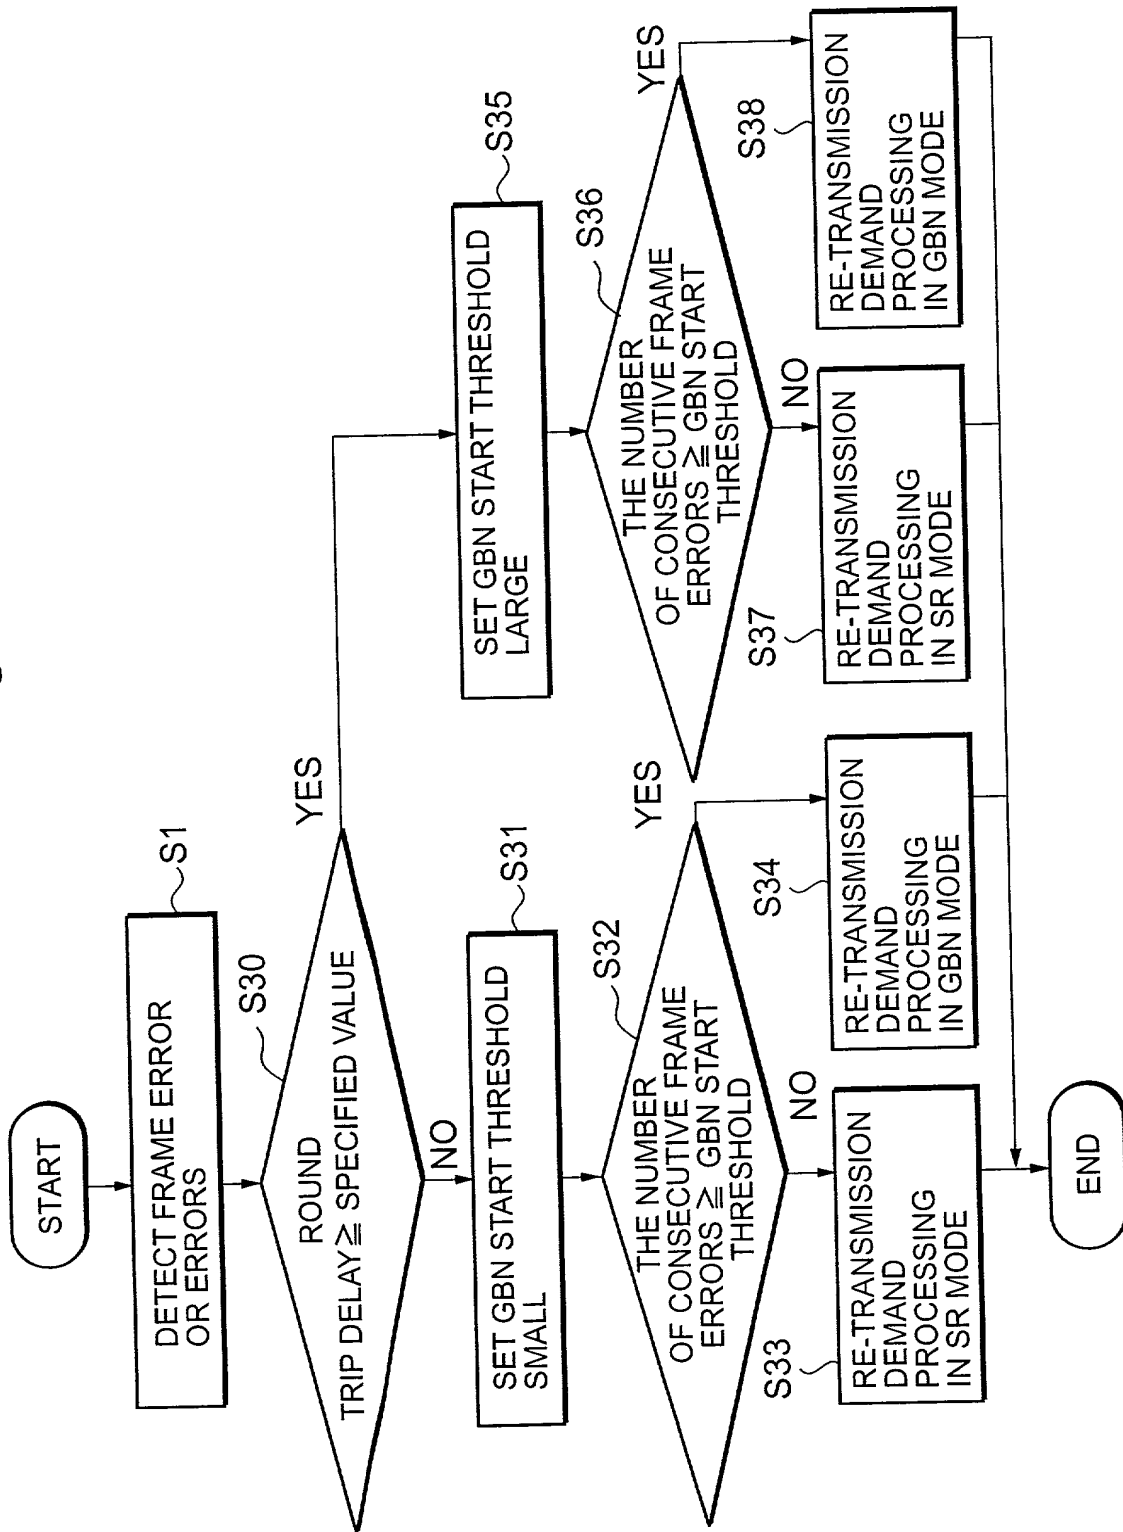 START
DETECT FRAME ERROR
OR ERRORS
S1
ROUND
TRIP DELAY≧ SPECIFIED VALUE
S30
YES
NO
SET GBN START THRESHOLD
SMALL
S31
THE NUMBER
OF CONSECUTIVE FRAME
ERRORS ≧ GBN START
THRESHOLD
S32
YES
NO
RE-TRANSMISSION
DEMAND
PROCESSING
IN SR MODE
S33
RE-TRANSMISSION
DEMAND
PROCESSING
IN GBN MODE
S34
SET GBN START THRESHOLD
LARGE
S35
THE NUMBER
OF CONSECUTIVE FRAME
ERRORS ≧ GBN START
THRESHOLD
S36
YES
NO
RE-TRANSMISSION
DEMAND
PROCESSING
IN SR MODE
S37
RE-TRANSMISSION
DEMAND
PROCESSING
IN GBN MODE
S38
END